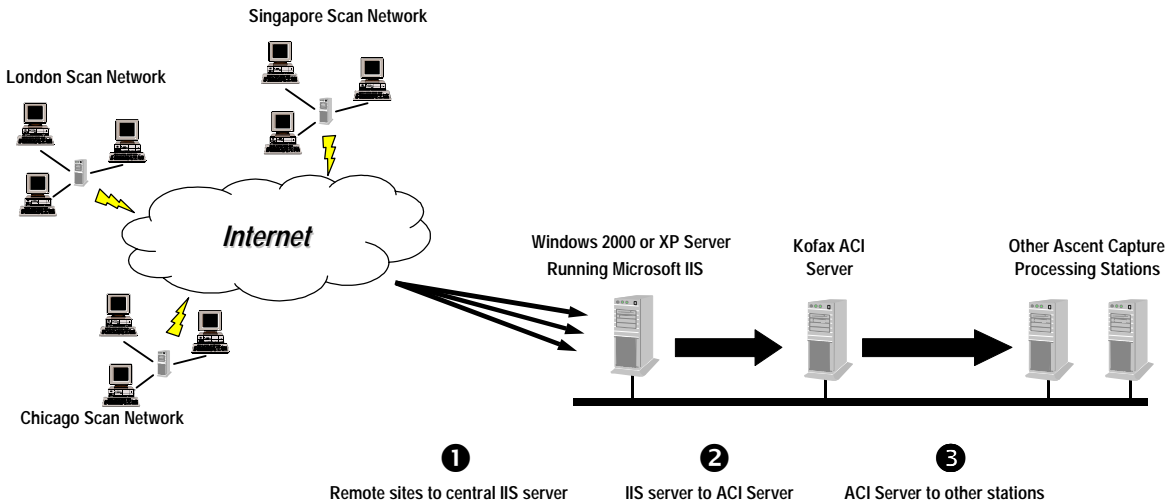 Singapore Scan Network
London Scan Network
Internet
Chicago Scan Network
Windows 2000 or XP Server
Running Microsoft IIS
Kofax ACI
Server
Other Ascent Capture
Processing Stations
1
Remote sites to central IIS server
2
IIS server to ACI Server
3
ACI Server to other stations